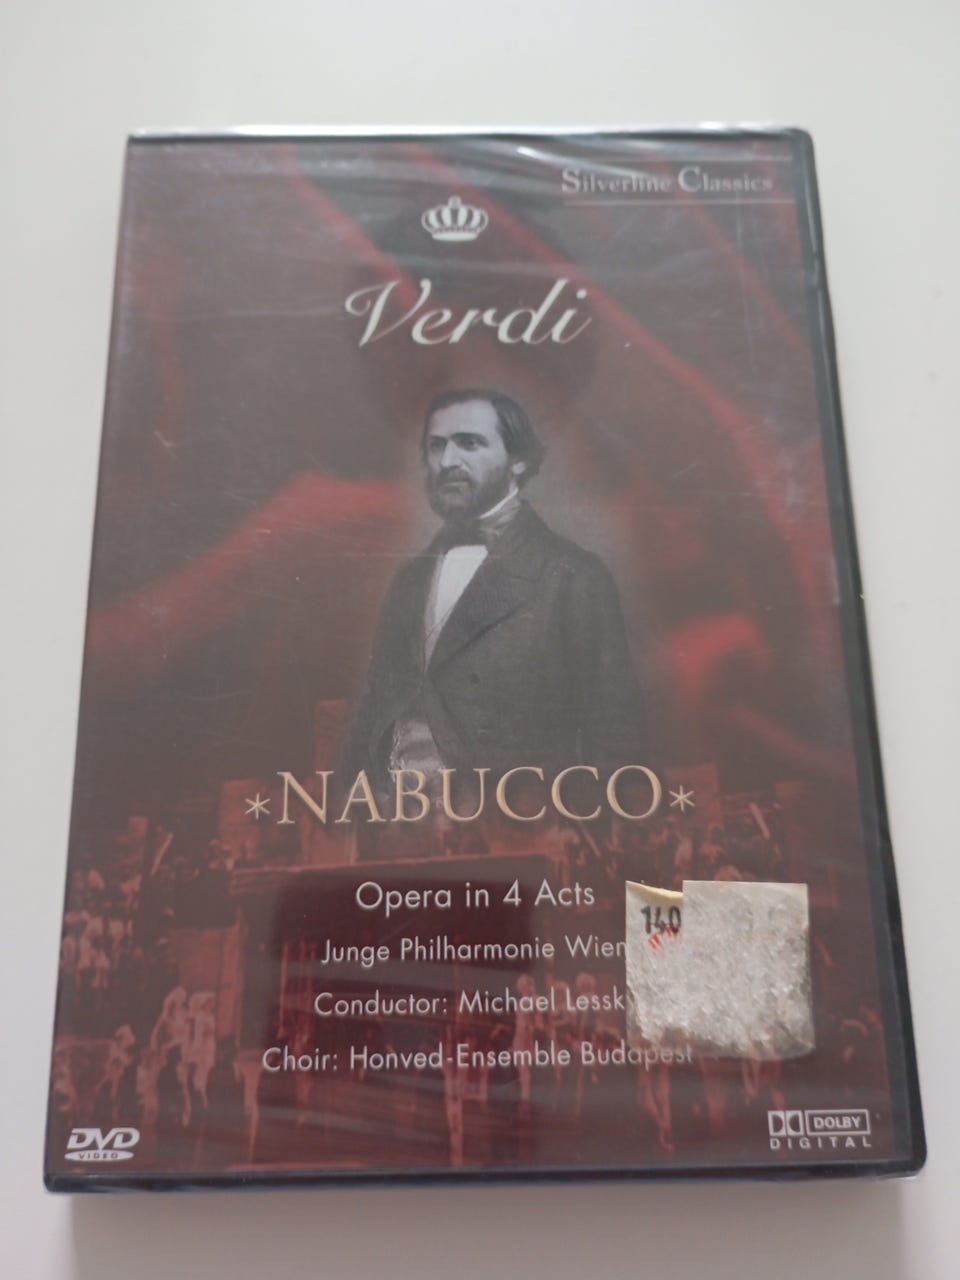 Silverline Classics
Verdi
*NABUCCO*
Opera in 4 Acts
140
Junge Philharmonie Wien
Conductor: Michael
Choir: Honved-Ensemble Budapest
DVD
VIDEO
DOLBY
DIGITAL